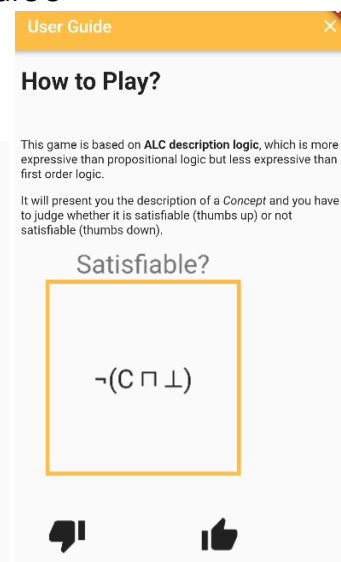 User Guide
How to Play?
This game is based on ALC description logic, which is more
expressive than propositional logic but less expressive than
first order logic.
It will present you the description of a Concept and you have
to judge whether it is satisfiable (thumbs up) or not
satisfiable (thumbs down).
Satisfiable?
¬(C ⊓ ⊥)